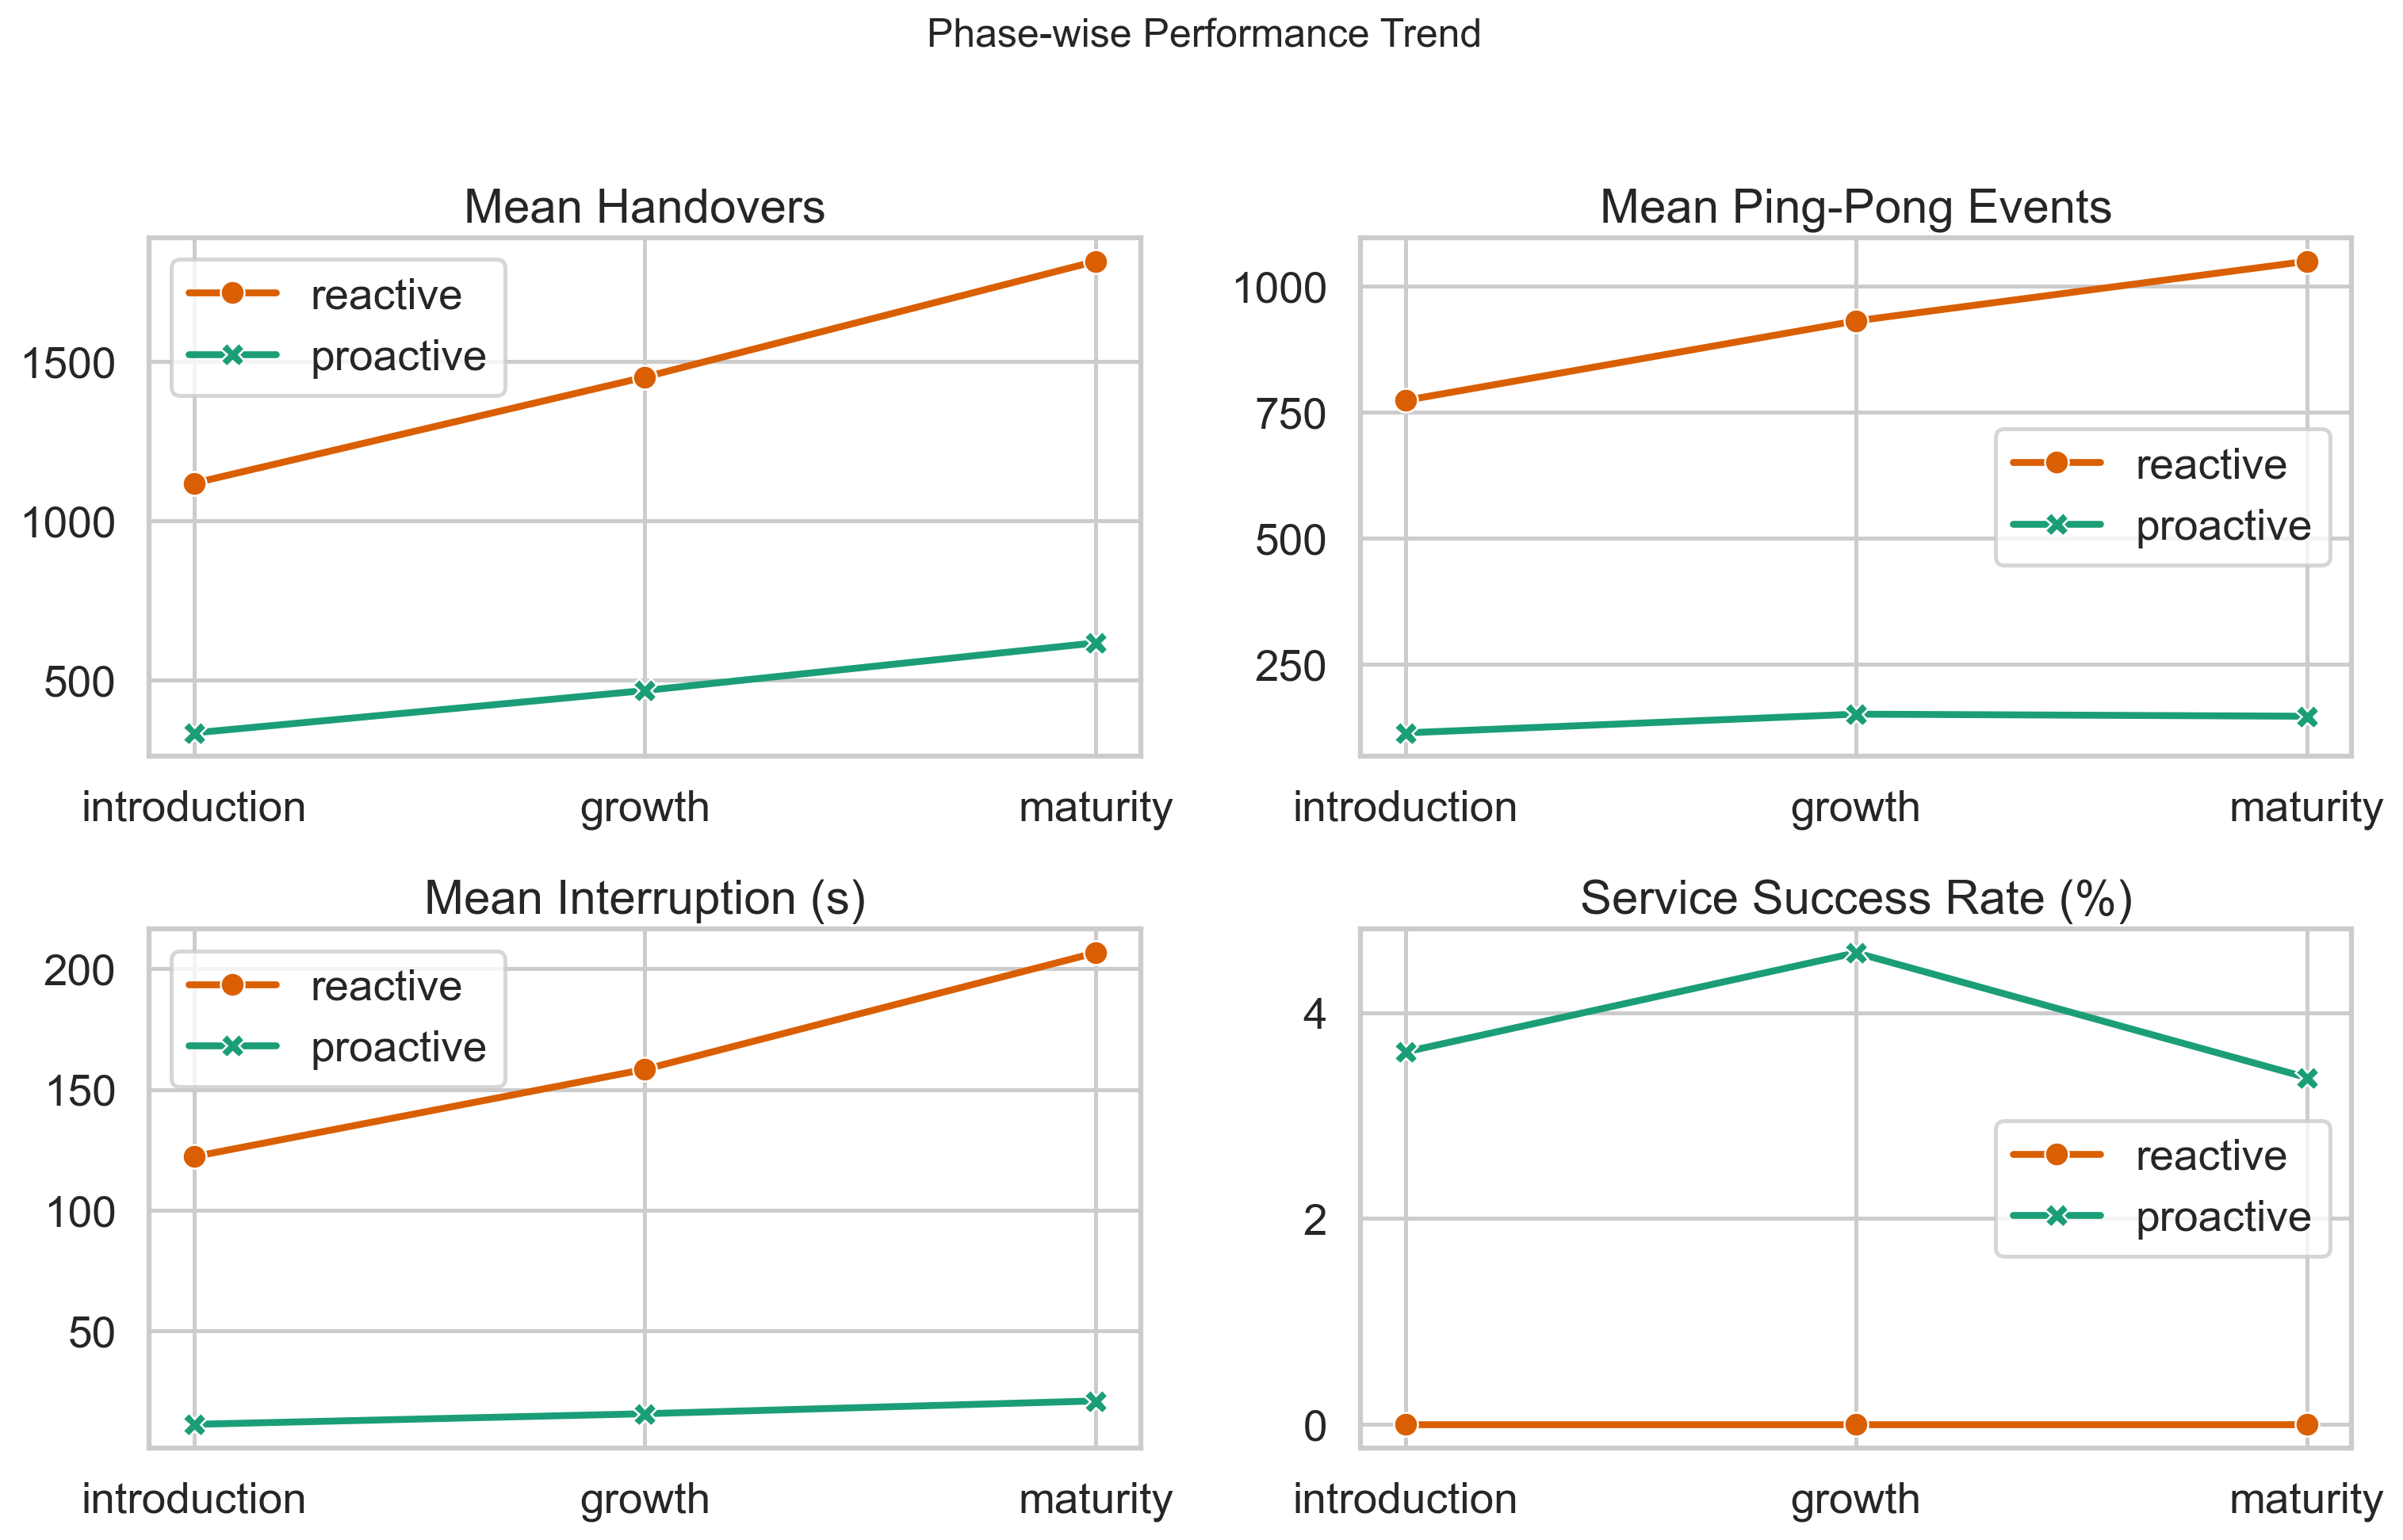 Phase-wise Performance Trend
Mean Handovers
reactive
proactive
1500
1000
500
introduction growth maturity
Mean Ping-Pong Events
1000
750
500
250
reactive
proactive
introduction growth maturity
Mean Interruption (s)
reactive
proactive
200
150
100
50
introduction growth maturity
Service Success Rate (%)
4
2
0
reactive
proactive
introduction growth maturity